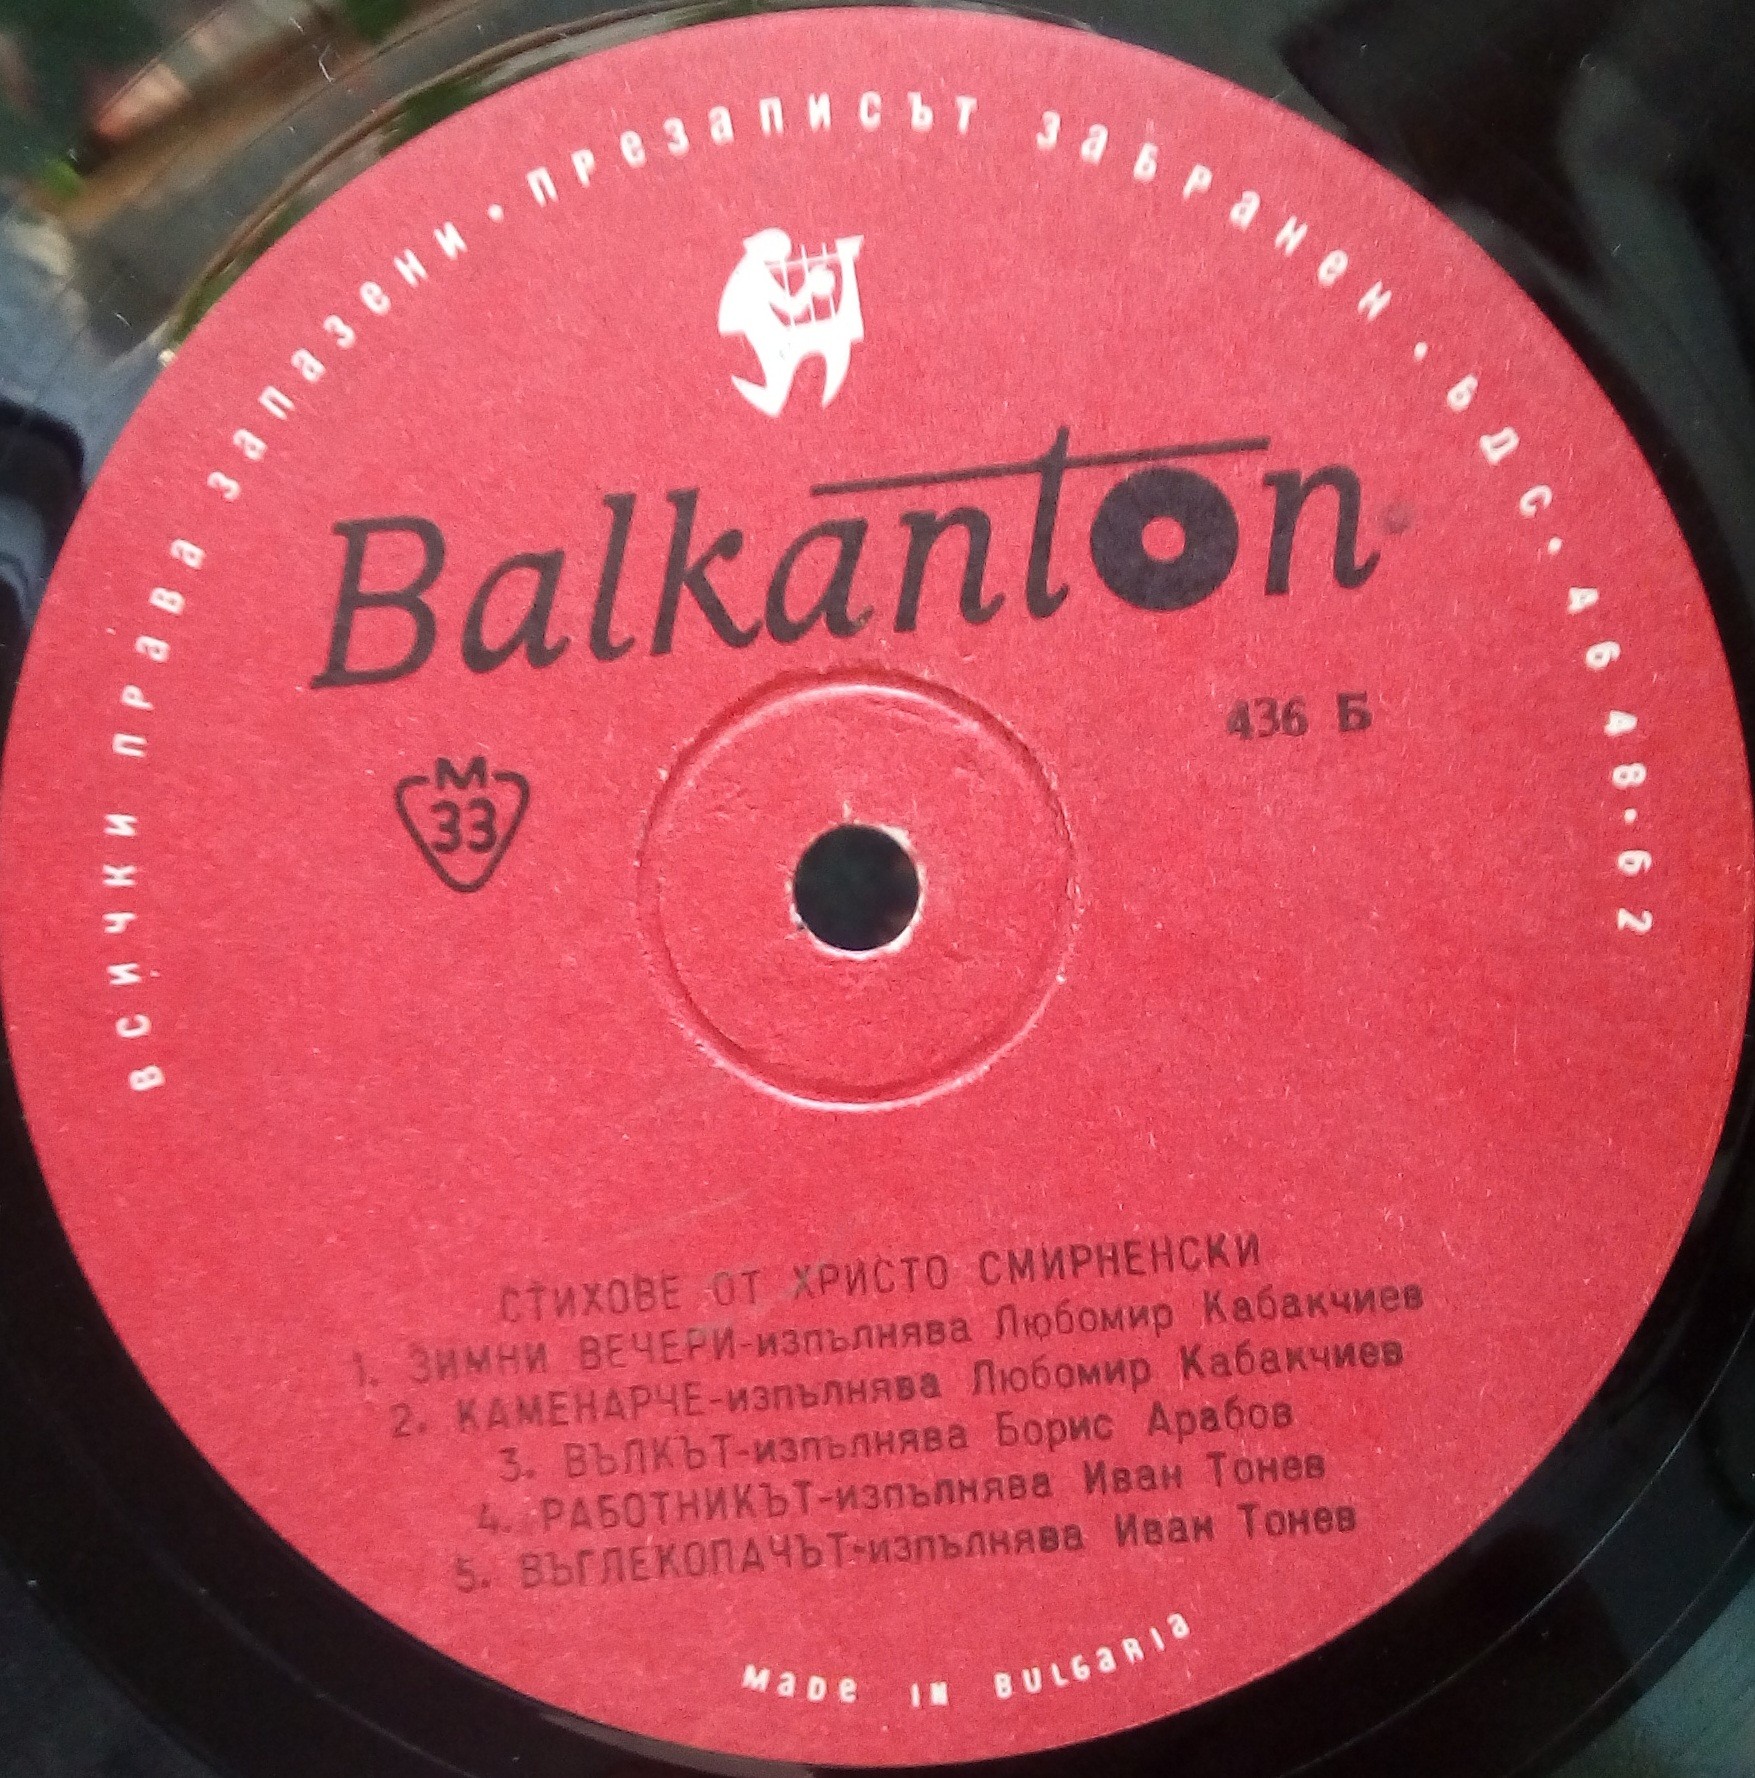 всички права запазени · презаписът забранен · БДС · 4648 · 62
Balkanton
436 Б
М
33
СТИХОВЕ ОТ ХРИСТО СМИРНЕНСКИ
1. ЗИМНИ ВЕЧЕРИ-изпълнява Любомир Кабакчиев
2. КАМЕНАРЧЕ-изпълнява Любомир Кабакчиев
3. ВЪЛКЪТ-изпълнява Борис Арабов
4. РАБОТНИКЪТ-изпълнява Иван Тонев
5. ВЪГЛЕКОПАЧЪТ-изпълнява Иван Тонев
MADE IN BULGARIA